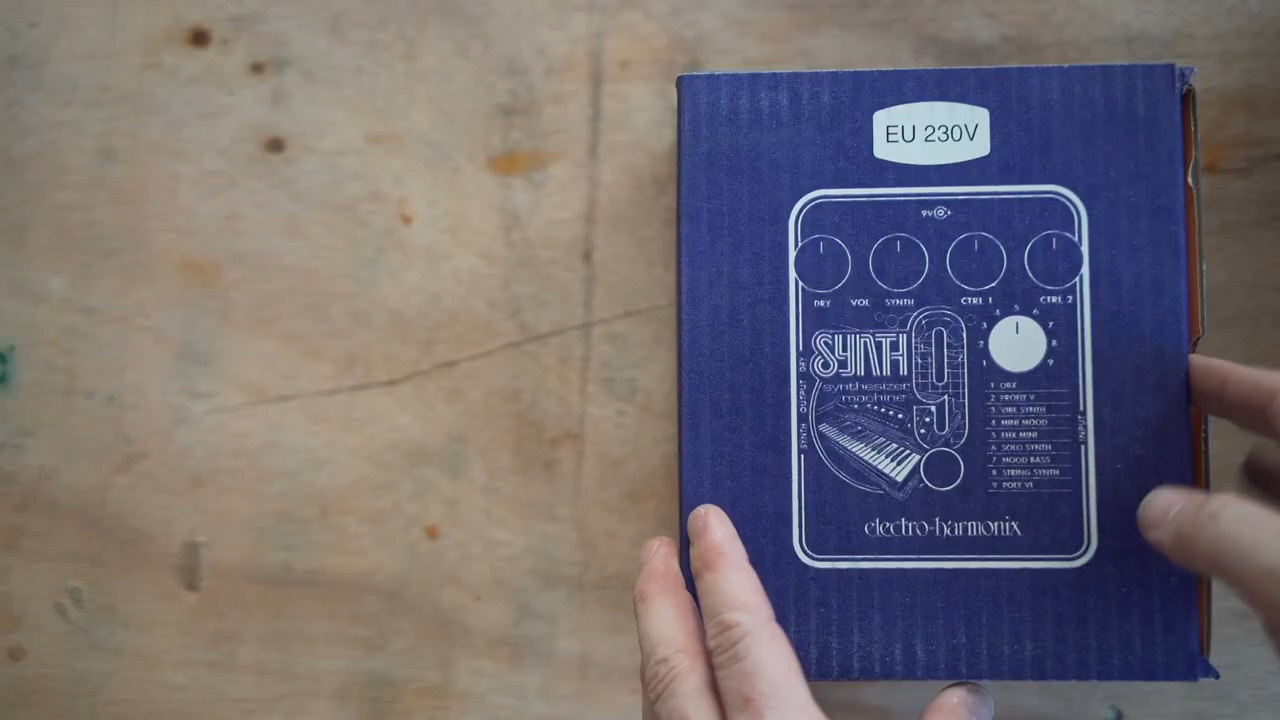 EU 230V
9V
DRY VOL SYNTH CTRL 1 CTRL 2
1 2 3 4 5 6 7 8 9
SYNTH 9
synthesizer
machine
SYNTH OUTPUT DRY
INPUT
1 OBX
2 PROFIT V
3 VIBE SYNTH
4 MINI MOOD
5 EHX MINI
6 SOLO SYNTH
7 MOOD BASS
8 STRING SYNTH
9 POLY VI
electro-harmonix